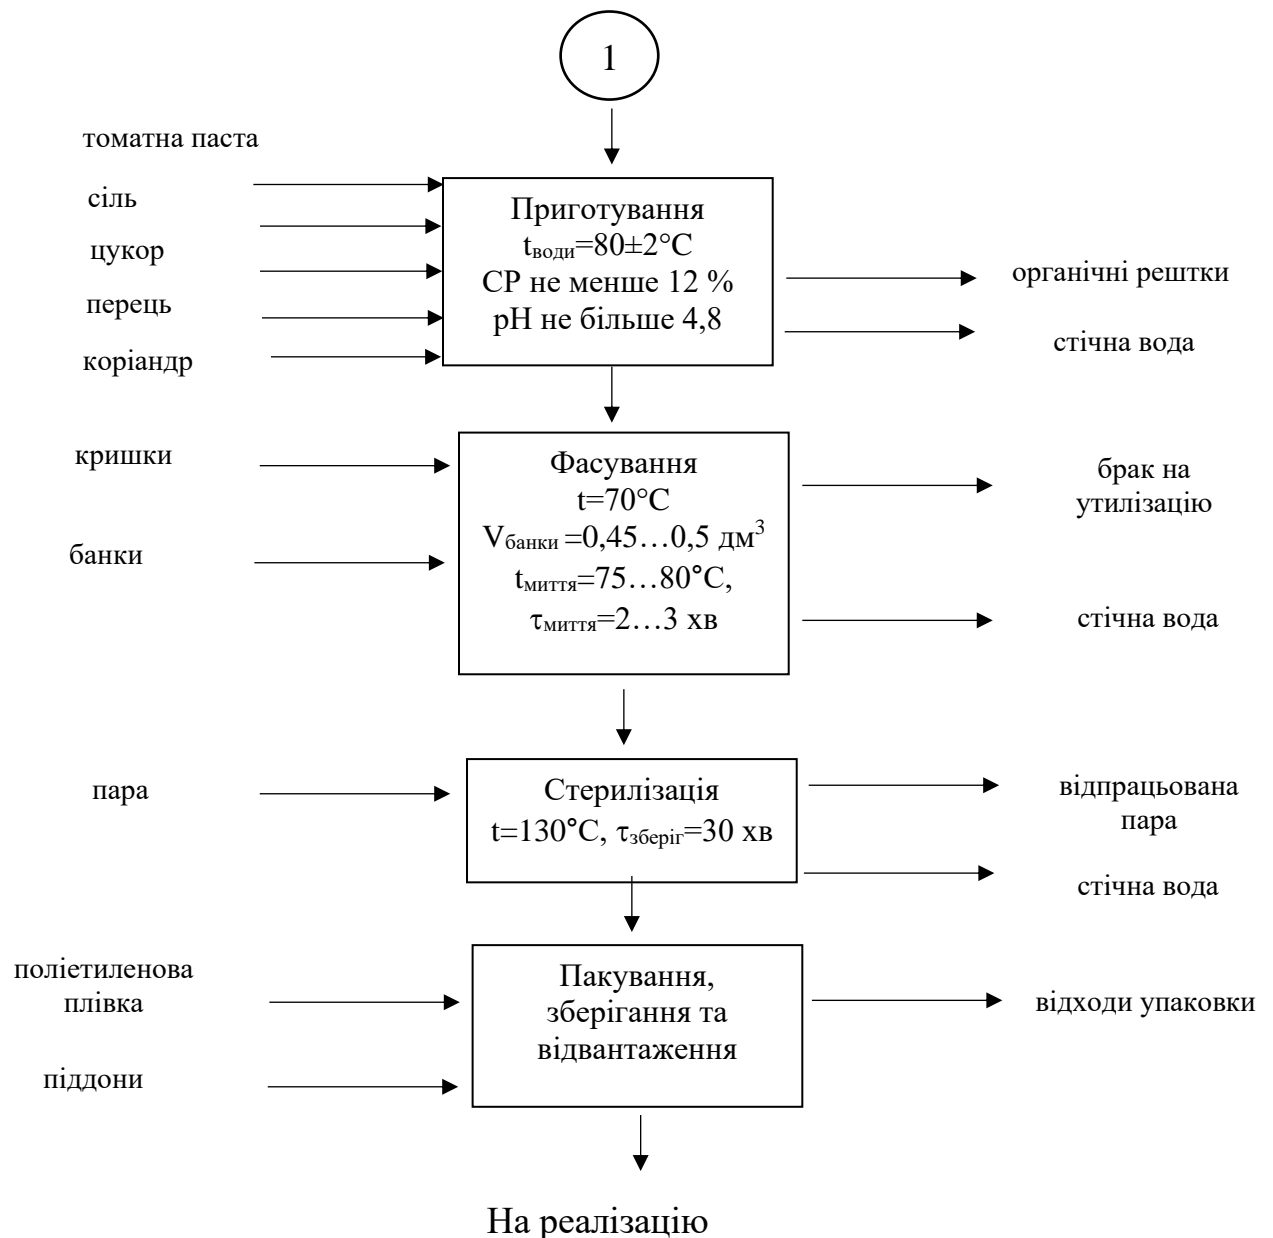 1
томатна паста
сіль
цукор
перець
коріандр
Приготування
tводи=80±2°C
СР не менше 12 %
pH не більше 4,8
органічні рештки
стічна вода
кришки
банки
Фасування
t=70°C
Vбанки =0,45…0,5 дм³
tмиття=75…80°C,
τмиття=2…3 хв
брак на
утилізацію
стічна вода
пара
Стерилізація
t=130°C, τзберіг=30 хв
відпрацьована
пара
стічна вода
поліетиленова
плівка
піддони
Пакування,
зберігання та
відвантаження
відходи упаковки
На реалізацію